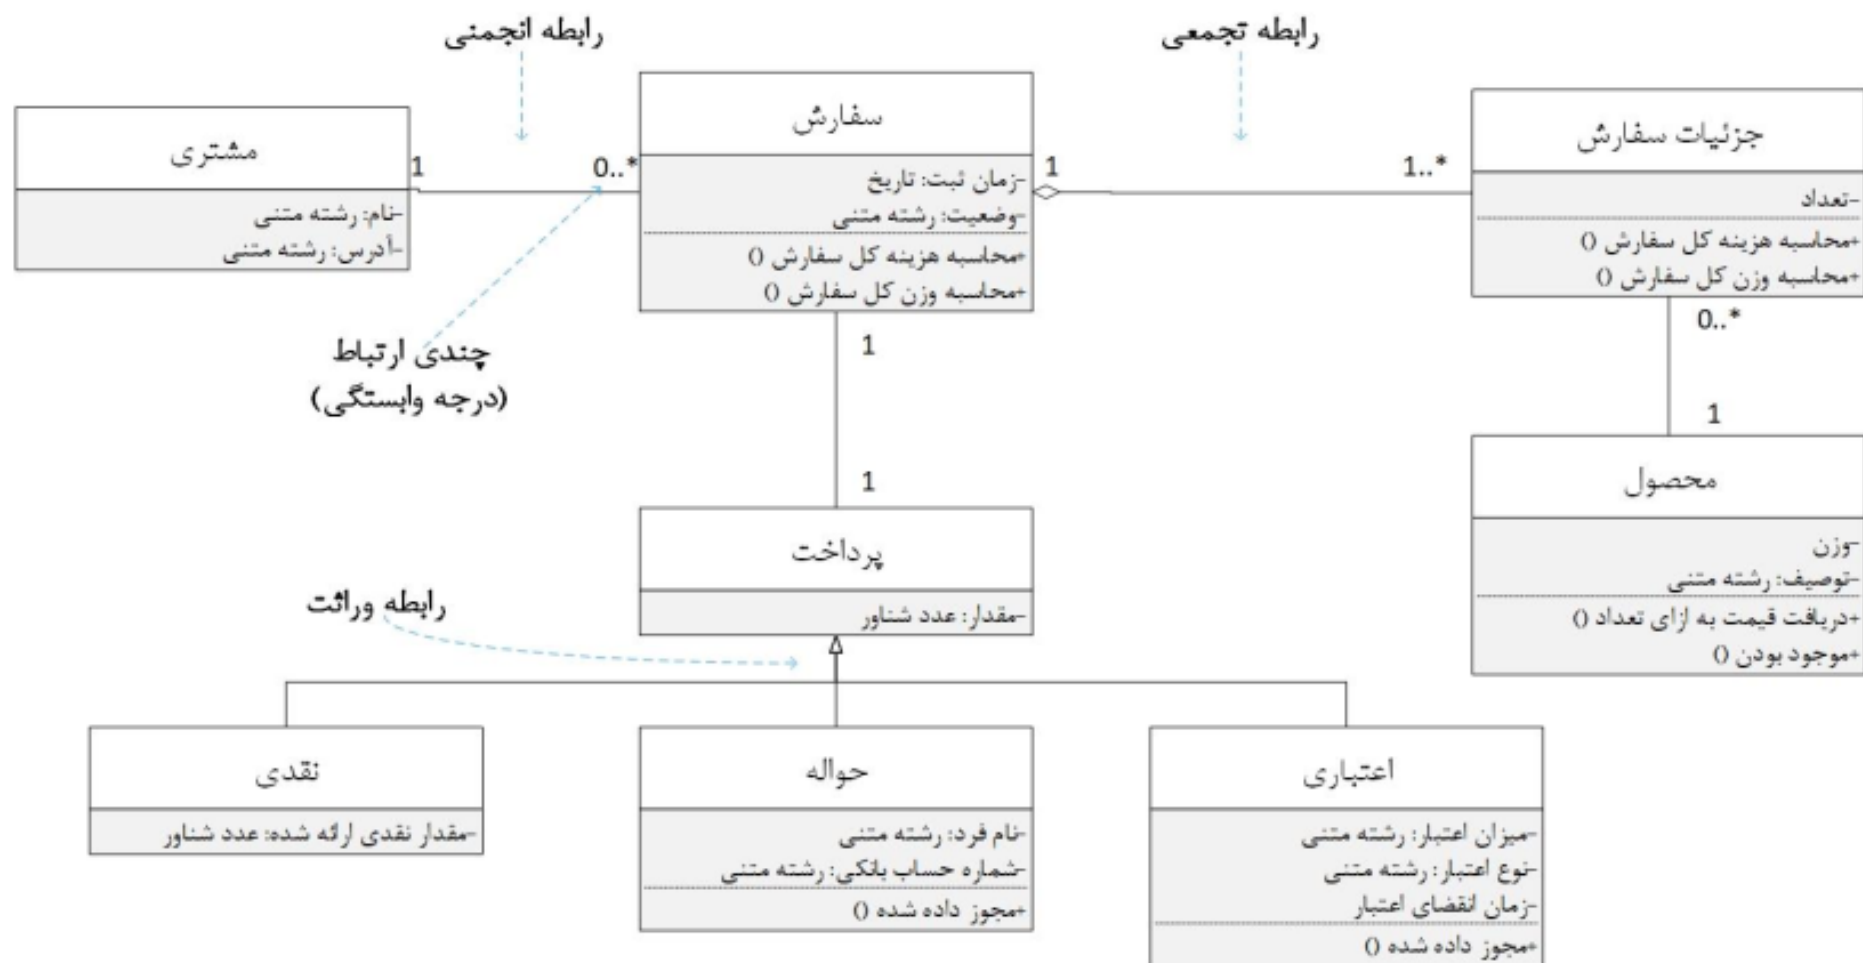 رابطه انجمنی
رابطه تجمعی
مشتری
-نام: رشته متنی
-آدرس: رشته متنی
1
0..*
سفارش
-زمان ثبت: تاریخ
-وضعیت: رشته متنی
+محاسبه هزینه کل سفارش ()
+محاسبه وزن کل سفارش ()
1
1..*
جزئیات سفارش
-تعداد
+محاسبه هزینه کل سفارش ()
+محاسبه وزن کل سفارش ()
0..*
1
چندی ارتباط
(درجه وابستگی)
1
1
محصول
-وزن
-توصیف: رشته متنی
+دریافت قیمت به ازای تعداد ()
+موجود بودن ()
پرداخت
-مقدار: عدد شناور
رابطه وراثت
نقدی
-مقدار نقدی ارائه شده: عدد شناور
حواله
-نام فرد: رشته متنی
-شماره حساب بانکی: رشته متنی
+مجوز داده شده ()
اعتباری
-میزان اعتبار: رشته متنی
-نوع اعتبار: رشته متنی
-زمان انقضای اعتبار
+مجوز داده شده ()